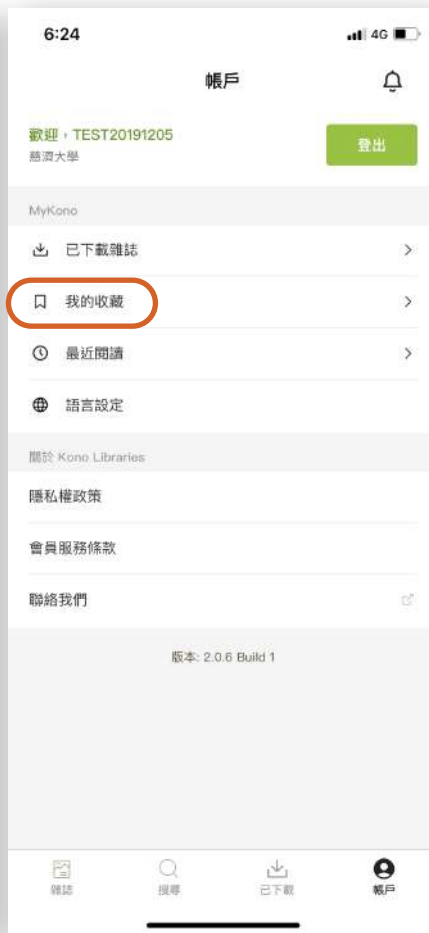 6:24
4G
帳戶
歡迎，TEST20191205
慈濟大學
登出
MyKono
已下載雜誌
我的收藏
最近閱讀
語言設定
關於 Kono Libraries
隱私權政策
會員服務條款
聯絡我們
版本: 2.0.6 Build 1
雜誌
搜尋
已下載
帳戶